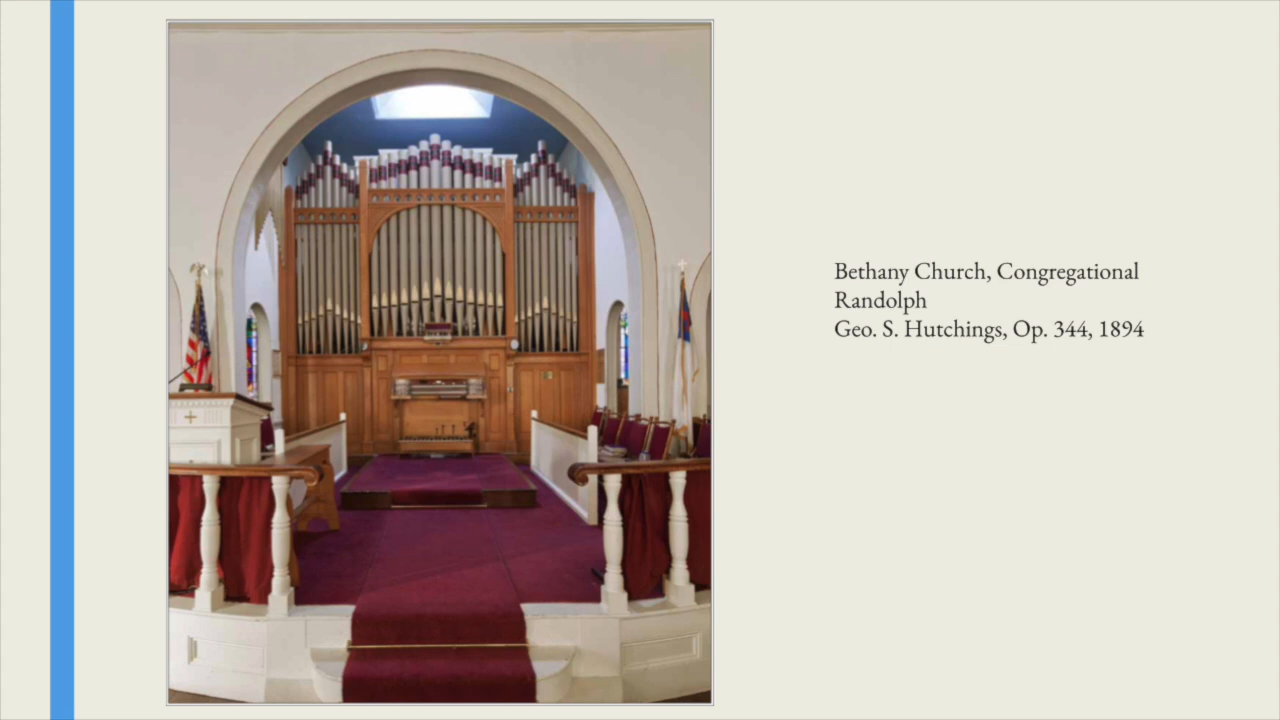 Bethany Church, Congregational
Randolph
Geo. S. Hutchings, Op. 344, 1894